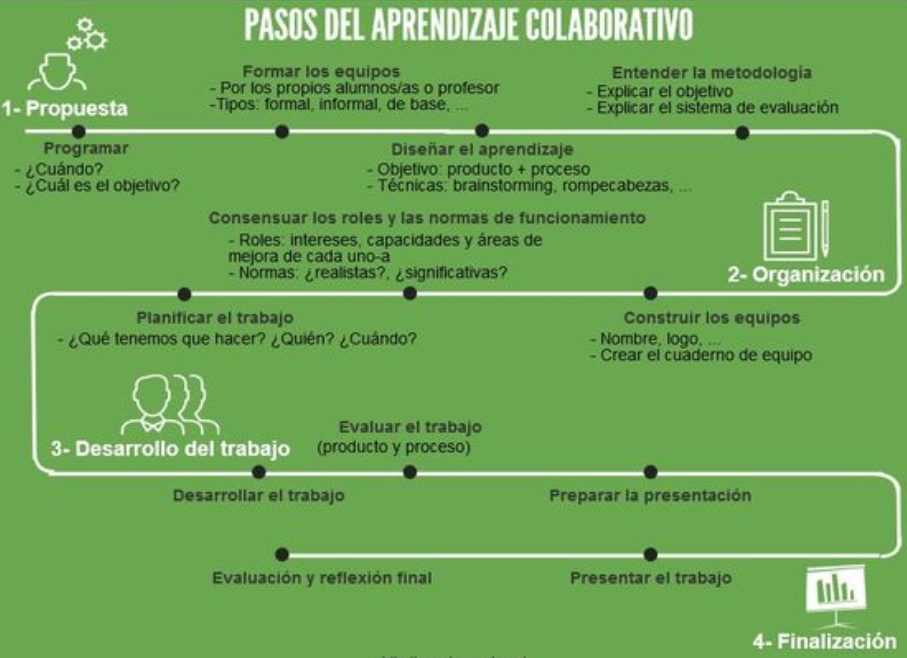 PASOS DEL APRENDIZAJE COLABORATIVO
1- Propuesta
Programar
- ¿Cuándo?
- ¿Cuál es el objetivo?
Formar los equipos
- Por los propios alumnos/as o profesor
-Tipos: formal, informal, de base, ...
Diseñar el aprendizaje
- Objetivo: producto + proceso
- Técnicas: brainstorming, rompecabezas, ...
Entender la metodología
- Explicar el objetivo
- Explicar el sistema de evaluación
2- Organización
Construir los equipos
- Nombre, logo, ...
- Crear el cuaderno de equipo
Consensuar los roles y las normas de funcionamiento
- Roles: intereses, capacidades y áreas de
mejora de cada uno-a
- Normas: ¿realistas?, ¿significativas?
Planificar el trabajo
- ¿Qué tenemos que hacer? ¿Quién? ¿Cuándo?
3- Desarrollo del trabajo
Desarrollar el trabajo
Evaluar el trabajo
(producto y proceso)
Preparar la presentación
4- Finalización
Presentar el trabajo
Evaluación y reflexión final